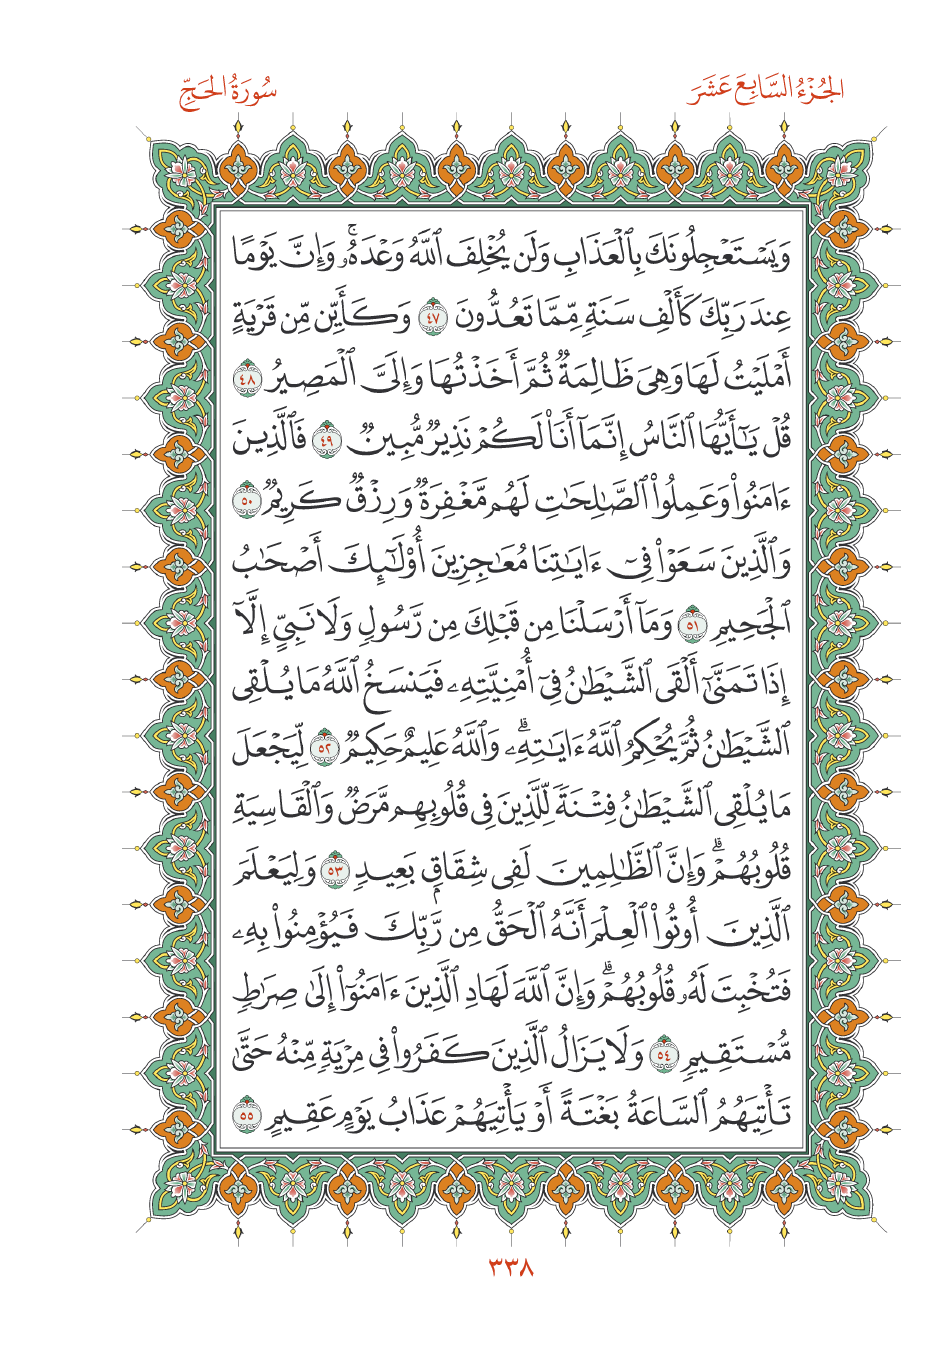 الجُزْءُ السَّابِعَ عَشَرَ
سُورَةُ الحَجِّ
وَيَسْتَعْجِلُونَكَ بِٱلْعَذَابِ وَلَن يُخْلِفَ ٱللَّهُ وَعْدَهُۥۚ وَإِنَّ يَوْمًا
عِندَ رَبِّكَ كَأَلْفِ سَنَةٍ مِّمَّا تَعُدُّونَ ٤٧ وَكَأَيِّن مِّن قَرْيَةٍ
أَمْلَيْتُ لَهَا وَهِىَ ظَالِمَةٌ ثُمَّ أَخَذْتُهَا وَإِلَىَّ ٱلْمَصِيرُ ٤٨
قُلْ يَٰٓأَيُّهَا ٱلنَّاسُ إِنَّمَآ أَنَا۠ لَكُمْ نَذِيرٌ مُّبِينٌ ٤٩ فَٱلَّذِينَ
ءَامَنُوا۟ وَعَمِلُوا۟ ٱلصَّٰلِحَٰتِ لَهُم مَّغْفِرَةٌ وَرِزْقٌ كَرِيمٌ ٥٠
وَٱلَّذِينَ سَعَوْا۟ فِىٓ ءَايَٰتِنَا مُعَٰجِزِينَ أُو۟لَٰٓئِكَ أَصْحَٰبُ
ٱلْجَحِيمِ ٥١ وَمَآ أَرْسَلْنَا مِن قَبْلِكَ مِن رَّسُولٍ وَلَا نَبِىٍّ إِلَّآ
إِذَا تَمَنَّىٰٓ أَلْقَى ٱلشَّيْطَٰنُ فِىٓ أُمْنِيَّتِهِۦ فَيَنسَخُ ٱللَّهُ مَا يُلْقِى
ٱلشَّيْطَٰنُ ثُمَّ يُحْكِمُ ٱللَّهُ ءَايَٰتِهِۦۗ وَٱللَّهُ عَلِيمٌ حَكِيمٌ ٥٢ لِّيَجْعَلَ
مَا يُلْقِى ٱلشَّيْطَٰنُ فِتْنَةً لِّلَّذِينَ فِى قُلُوبِهِم مَّرَضٌ وَٱلْقَاسِيَةِ
قُلُوبُهُمْۗ وَإِنَّ ٱلظَّٰلِمِينَ لَفِى شِقَاقٍۭ بَعِيدٍ ٥٣ وَلِيَعْلَمَ
ٱلَّذِينَ أُوتُوا۟ ٱلْعِلْمَ أَنَّهُ ٱلْحَقُّ مِن رَّبِّكَ فَيُؤْمِنُوا۟ بِهِۦ
فَتُخْبِتَ لَهُۥ قُلُوبُهُمْۗ وَإِنَّ ٱللَّهَ لَهَادِ ٱلَّذِينَ ءَامَنُوٓا۟ إِلَىٰ صِرَٰطٍ
مُّسْتَقِيمٍ ٥٤ وَلَا يَزَالُ ٱلَّذِينَ كَفَرُوا۟ فِى مِرْيَةٍ مِّنْهُ حَتَّىٰ
تَأْتِيَهُمُ ٱلسَّاعَةُ بَغْتَةً أَوْ يَأْتِيَهُمْ عَذَابُ يَوْمٍ عَقِيمٍ ٥٥
٣٣٨